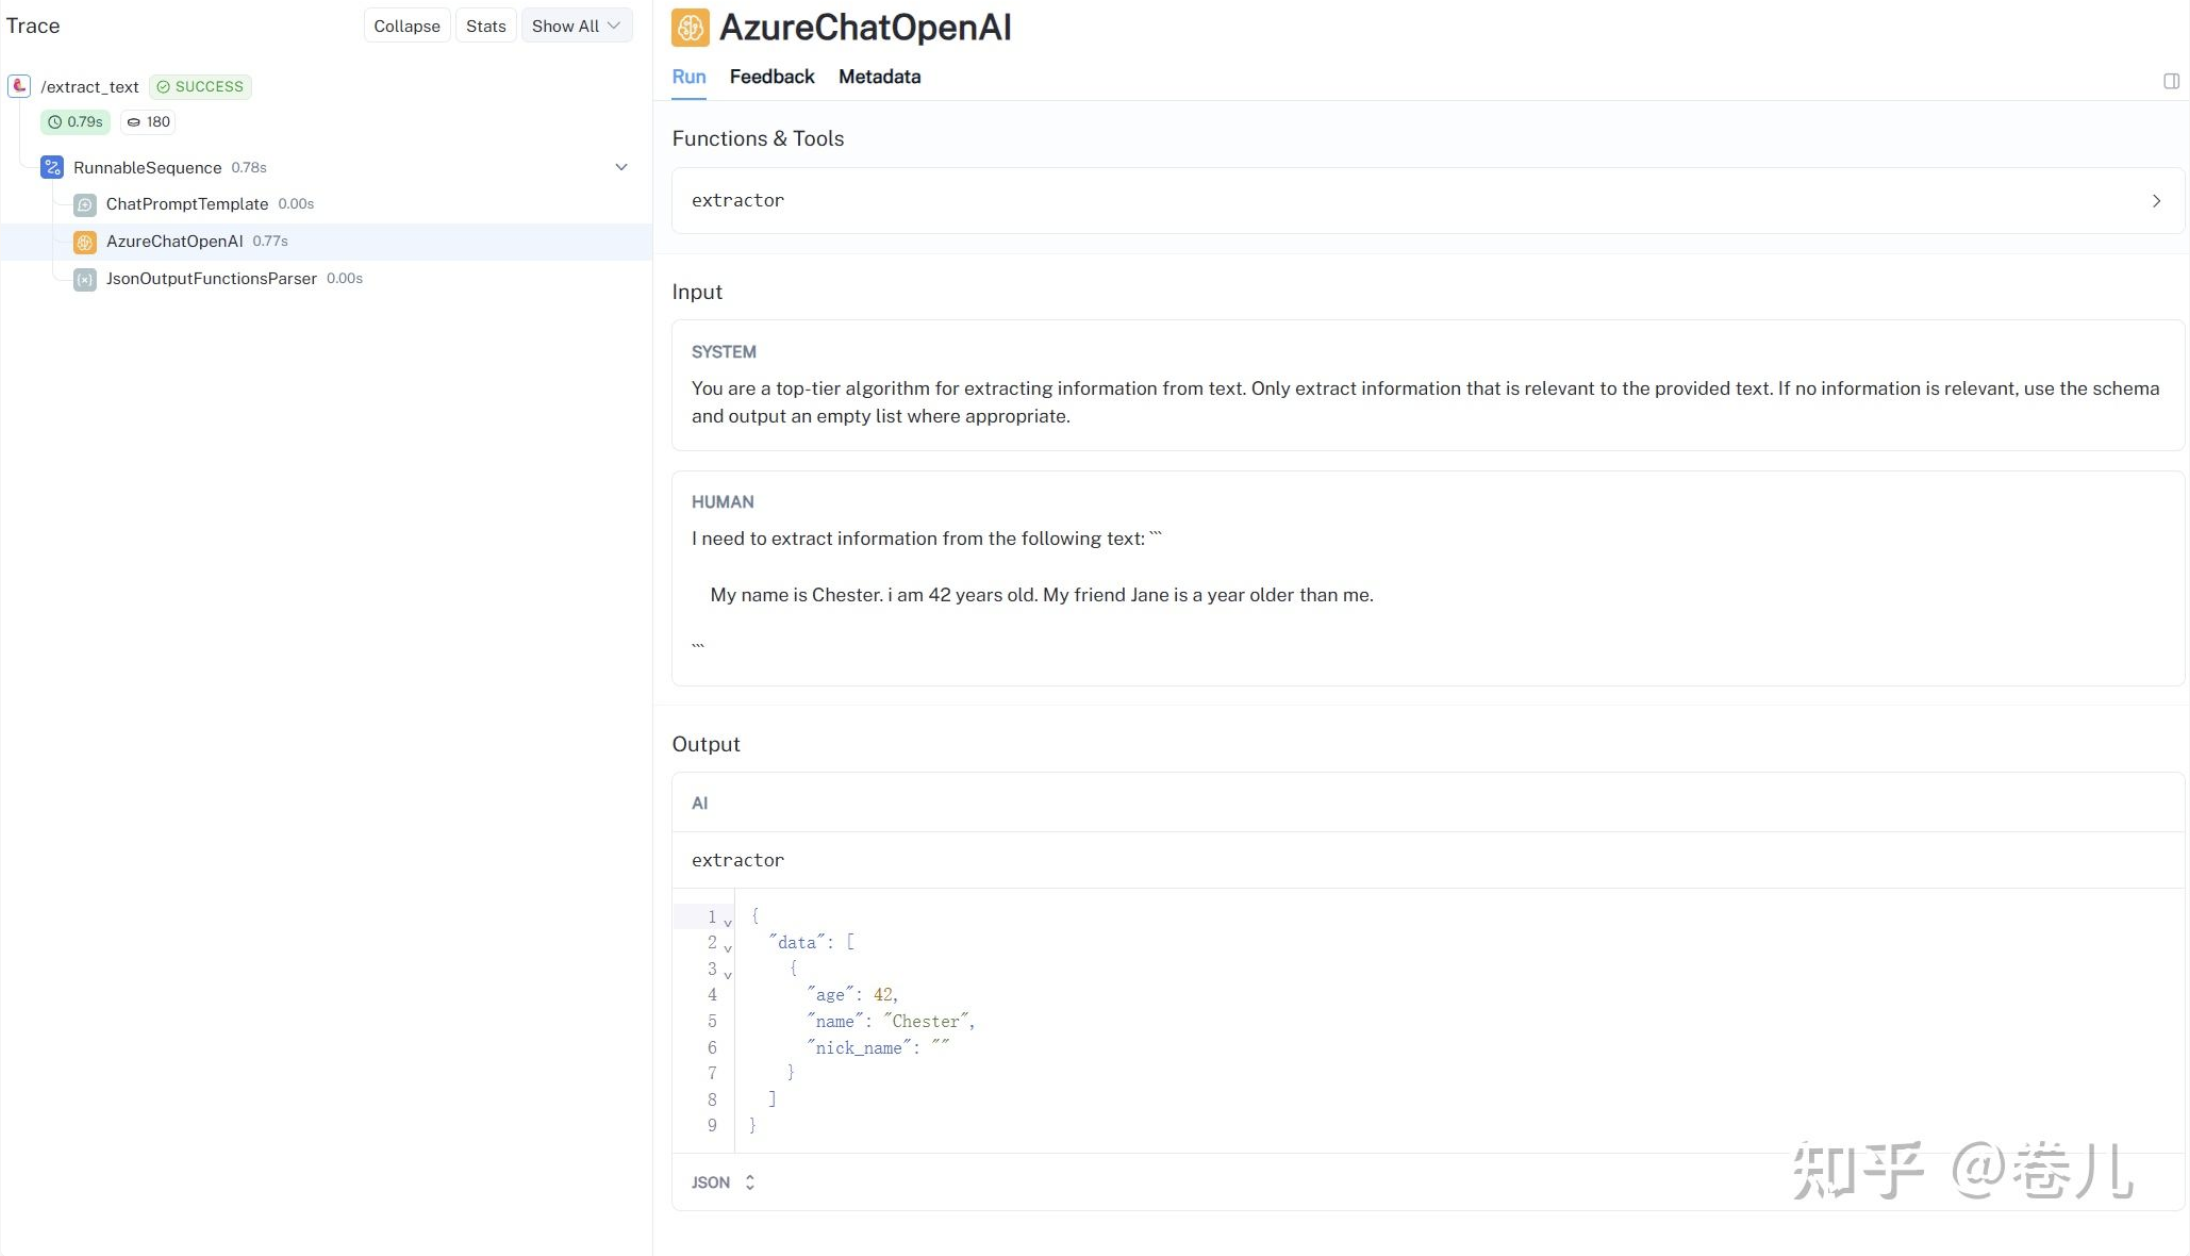 Trace
Collapse
Stats
Show All
/extract_text
SUCCESS
0.79s
180
RunnableSequence 0.78s
ChatPromptTemplate 0.00s
AzureChatOpenAI 0.77s
JsonOutputFunctionsParser 0.00s
AzureChatOpenAI
Run
Feedback
Metadata
Functions & Tools
extractor
Input
SYSTEM
You are a top-tier algorithm for extracting information from text. Only extract information that is relevant to the provided text. If no information is relevant, use the schema
and output an empty list where appropriate.
HUMAN
I need to extract information from the following text: ```
My name is Chester. i am 42 years old. My friend Jane is a year older than me.
```
Output
AI
extractor
1 {
2 "data": [
3 {
4 "age": 42,
5 "name": "Chester",
6 "nick_name": ""
7 }
8 ]
9 }
JSON
知乎 @卷儿